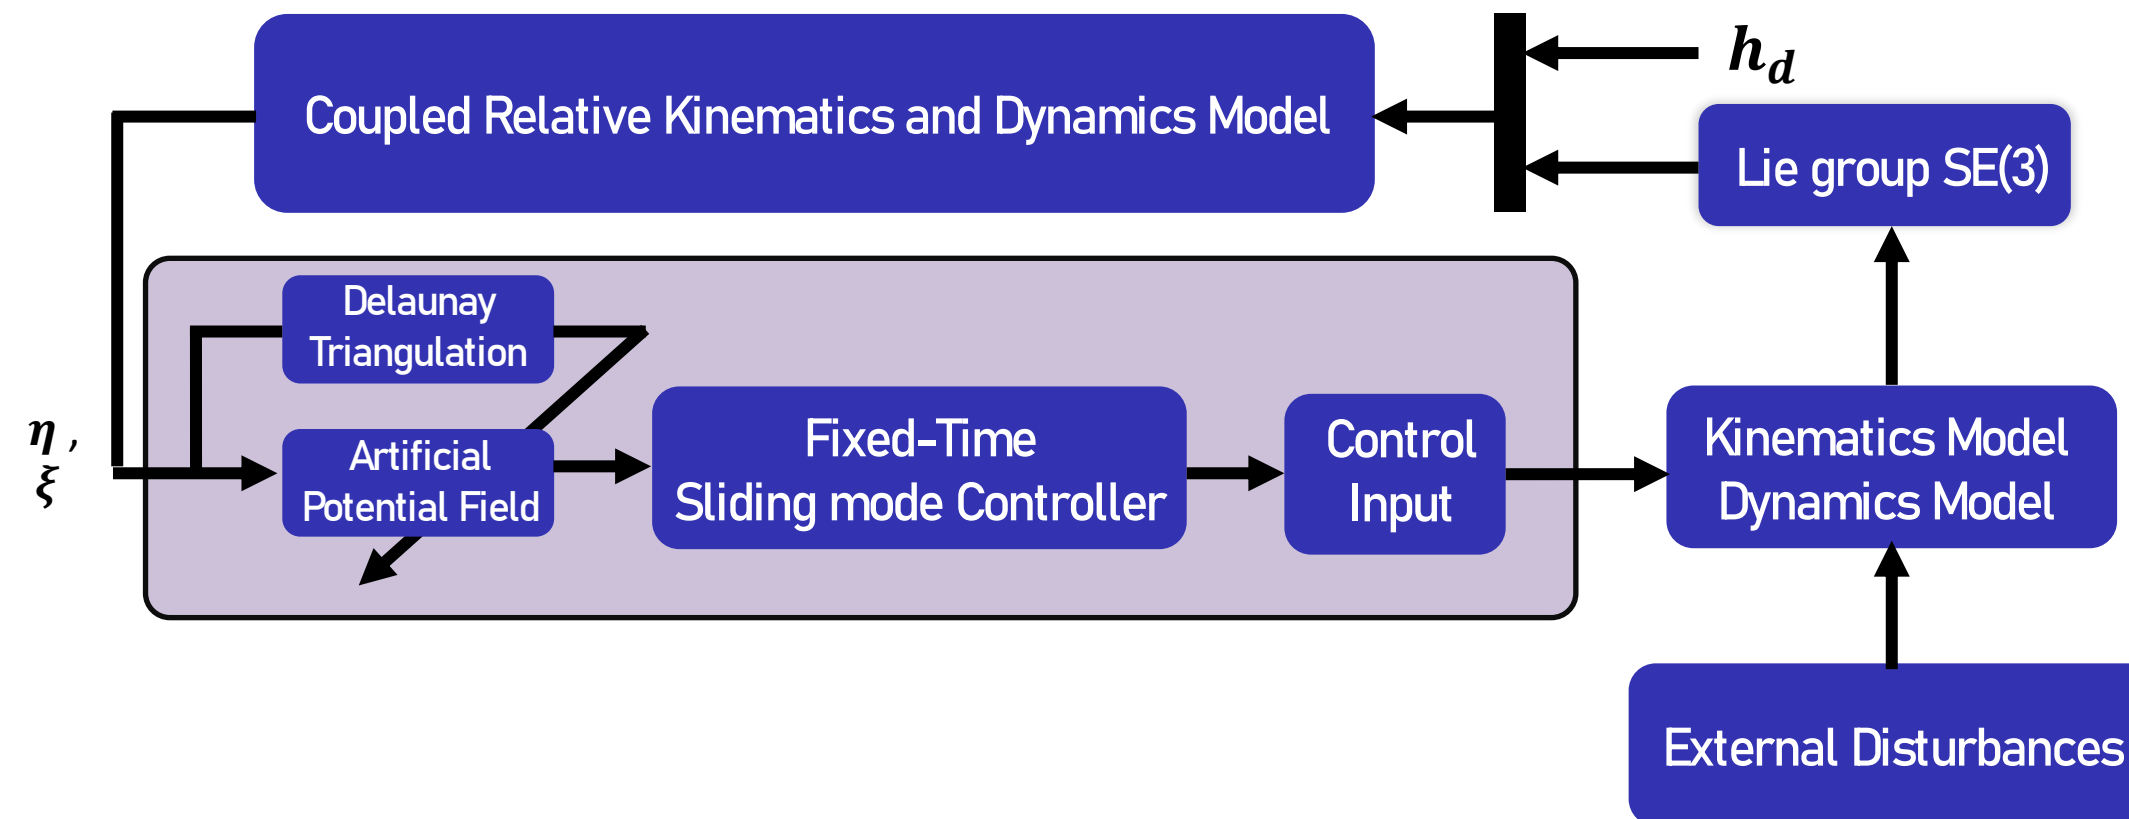 Coupled Relative Kinematics and Dynamics Model
h_d
Lie group SE(3)
Delaunay
Triangulation
η ,
ξ
Artificial
Potential Field
Fixed-Time
Sliding mode Controller
Control
Input
Kinematics Model
Dynamics Model
External Disturbances